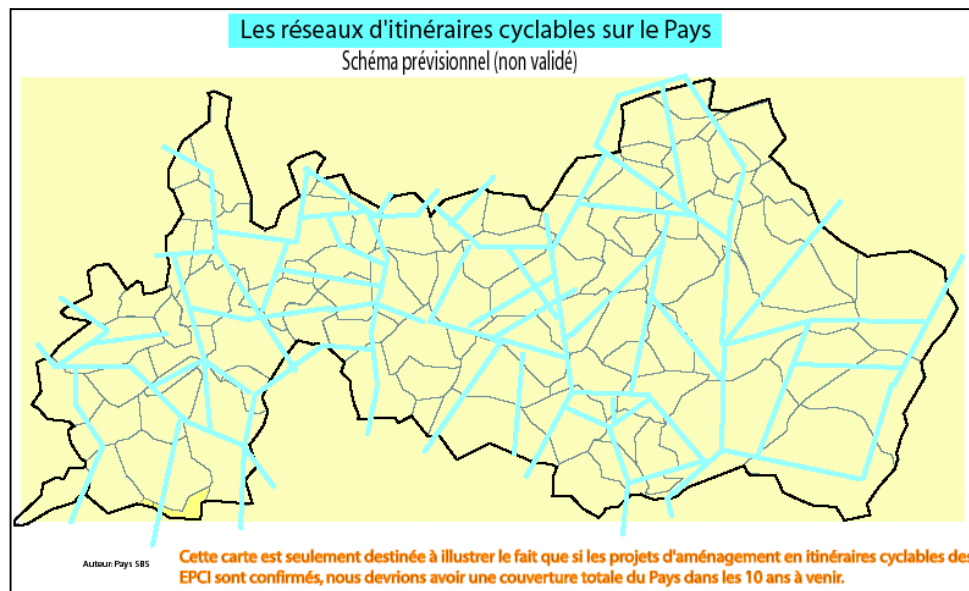 Les réseaux d'itinéraires cyclables sur le Pays
Schéma prévisionnel (non validé)
Auteur: Pays SBS
Cette carte est seulement destinée à illustrer le fait que si les projets d'aménagement en itinéraires cyclables des
EPCI sont confirmés, nous devrions avoir une couverture totale du Pays dans les 10 ans à venir.